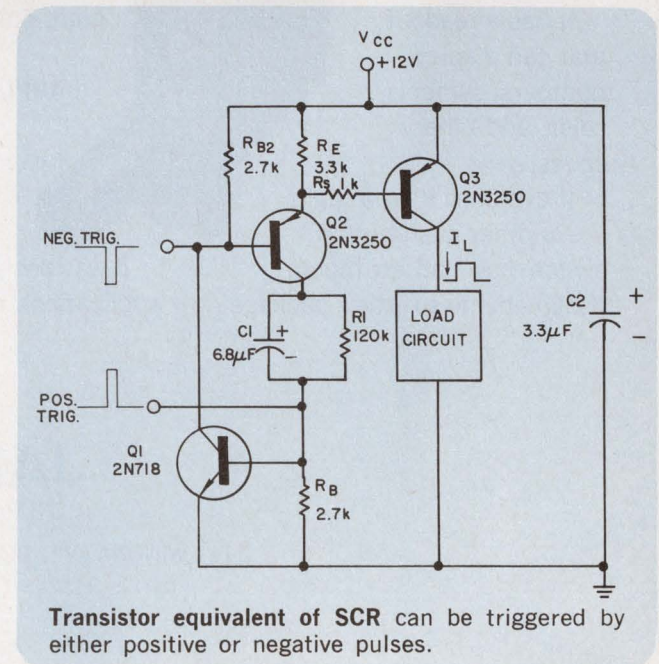 V CC
+12V
R B2
2.7k
R E
3.3k
Rs 1k
Q3
2N3250
Q2
2N3250
NEG. TRIG.
I L
C1
+
6.8μF
−
R1
120k
LOAD
CIRCUIT
C2
+
3.3μF
−
POS.
TRIG.
Q1
2N718
R B
2.7k
Transistor equivalent of SCR can be triggered by
either positive or negative pulses.